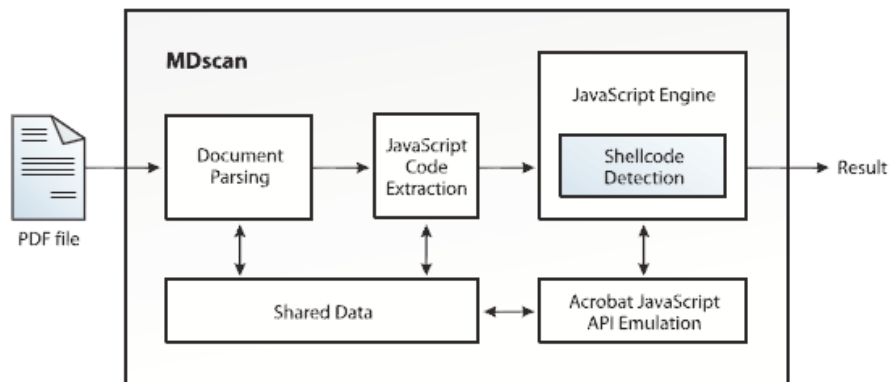 MDscan
PDF file
Document
Parsing
JavaScript
Code
Extraction
JavaScript Engine
Shellcode
Detection
Result
Shared Data
Acrobat JavaScript
API Emulation